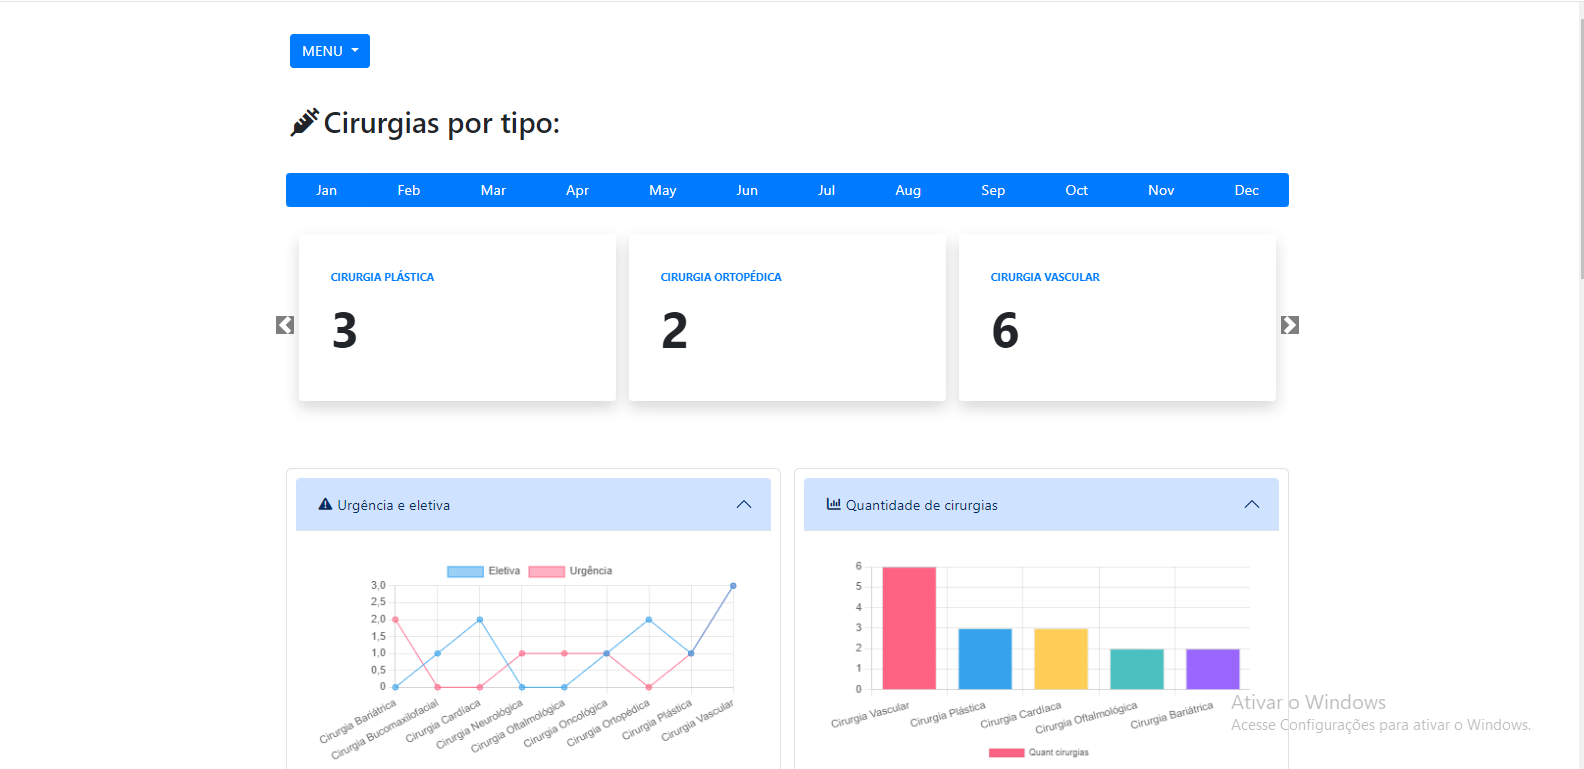 MENU
Cirurgias por tipo:
Jan Feb Mar Apr May Jun Jul Aug Sep Oct Nov Dec
CIRURGIA PLÁSTICA
3
CIRURGIA ORTOPÉDICA
2
CIRURGIA VASCULAR
6
Urgência e eletiva
Eletiva Urgência
3,0
2,5
2,0
1,5
1,0
0,5
0
Cirurgia Bariátrica
Cirurgia Bucomaxilofacial
Cirurgia Cardíaca
Cirurgia Neurológica
Cirurgia Oftalmológica
Cirurgia Oncológica
Cirurgia Ortopédica
Cirurgia Plástica
Cirurgia Vascular
Quantidade de cirurgias
6
5
4
3
2
1
0
Cirurgia Vascular
Cirurgia Plástica
Cirurgia Cardíaca
Cirurgia Oftalmológica
Cirurgia Bariátrica
Quant cirurgias
Ativar o Windows
Acesse Configurações para ativar o Windows.